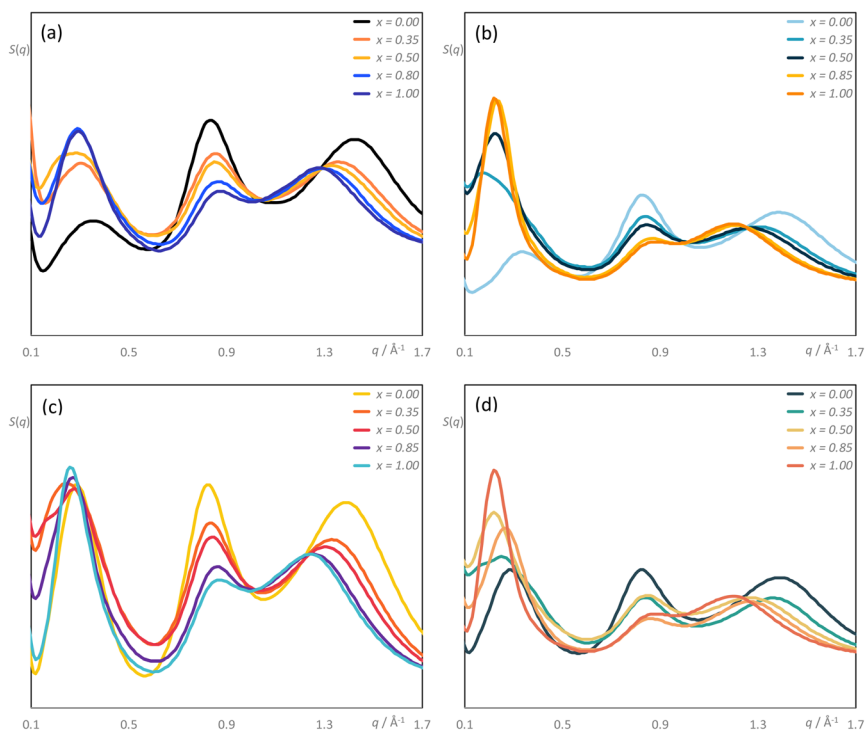 (a)
S(q)
x = 0.00
x = 0.35
x = 0.50
x = 0.80
x = 1.00
0.1 0.5 0.9 1.3 q / Å⁻¹ 1.7
(b)
S(q)
x = 0.00
x = 0.35
x = 0.50
x = 0.85
x = 1.00
0.1 0.5 0.9 1.3 q / Å⁻¹ 1.7
(c)
S(q)
x = 0.00
x = 0.35
x = 0.50
x = 0.85
x = 1.00
0.1 0.5 0.9 1.3 q / Å⁻¹ 1.7
(d)
S(q)
x = 0.00
x = 0.35
x = 0.50
x = 0.85
x = 1.00
0.1 0.5 0.9 1.3 q / Å⁻¹ 1.7